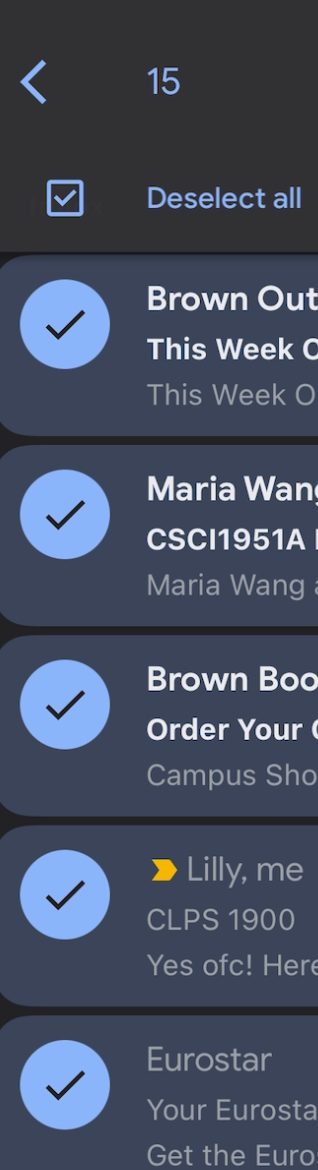 15
Deselect all
Brown Out
This Week O
This Week O
Maria Wang
CSCI1951A
Maria Wang a
Brown Boo
Order Your
Campus Sho
Lilly, me
CLPS 1900
Yes ofc! Here
Eurostar
Your Eurosta
Get the Euros